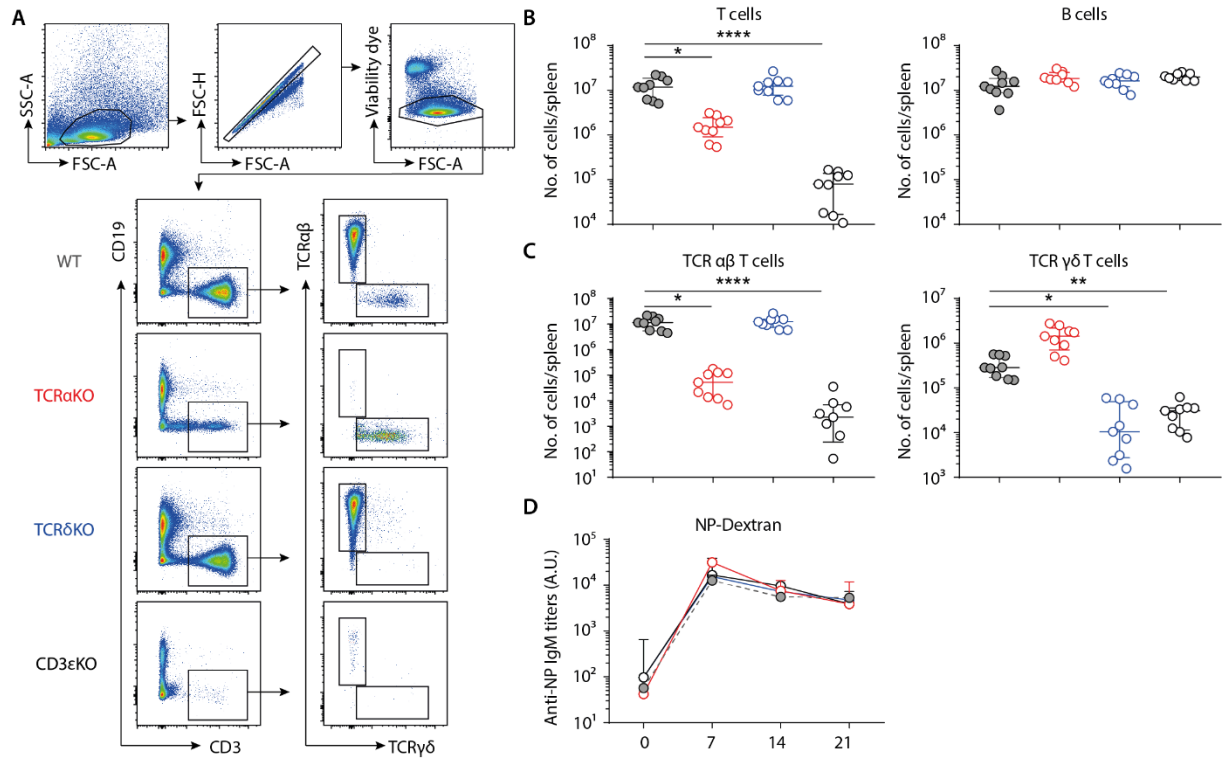 A
SSC-A
FSC-A
FSC-H
FSC-A
Viability dye
FSC-A
WT
TCRαKO
TCRδKO
CD3εKO
CD19
CD3
TCRαβ
TCRγδ
B
T cells
No. of cells/spleen
10^8
10^7
10^6
10^5
10^4
*
****
B cells
No. of cells/spleen
10^8
10^7
10^6
10^5
10^4
C
TCR αβ T cells
No. of cells/spleen
10^8
10^7
10^6
10^5
10^4
10^3
10^2
10^1
*
****
TCR γδ T cells
No. of cells/spleen
10^7
10^6
10^5
10^4
10^3
**
*
D
NP-Dextran
Anti-NP IgM titers (A.U.)
10^5
10^4
10^3
10^2
10^1
0 7 14 21